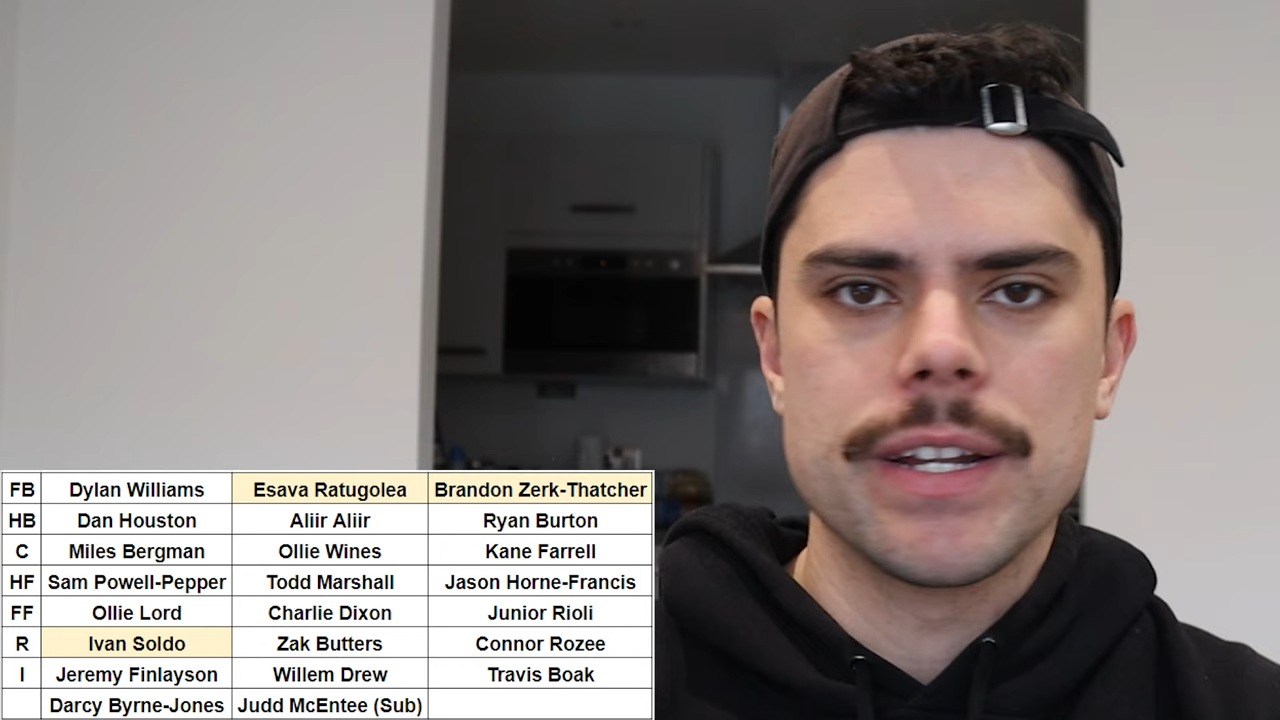 FB Dylan Williams Esava Ratugolea Brandon Zerk-Thatcher
HB Dan Houston Aliir Aliir Ryan Burton
C Miles Bergman Ollie Wines Kane Farrell
HF Sam Powell-Pepper Todd Marshall Jason Horne-Francis
FF Ollie Lord Charlie Dixon Junior Rioli
R Ivan Soldo Zak Butters Connor Rozee
I Jeremy Finlayson Willem Drew Travis Boak
Darcy Byrne-Jones Judd McEntee (Sub)